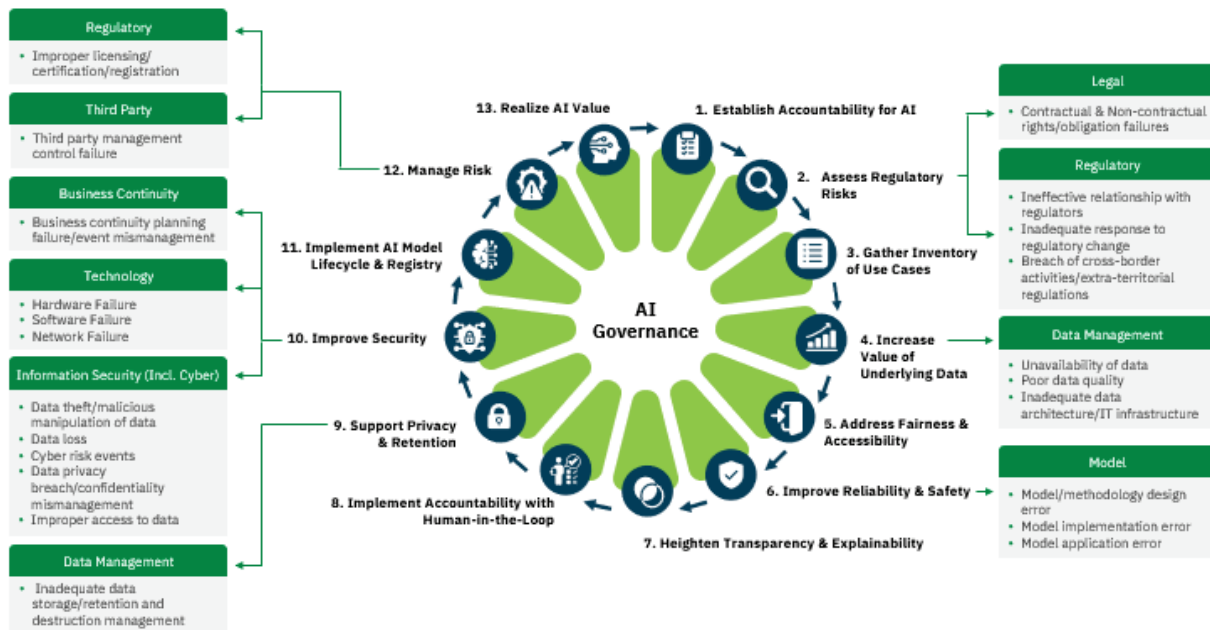 Regulatory
• Improper licensing/
certification/registration
Third Party
• Third party management
control failure
Business Continuity
• Business continuity planning
failure/event mismanagement
Technology
• Hardware Failure
• Software Failure
• Network Failure
Information Security (Incl. Cyber)
• Data theft/malicious
manipulation of data
• Data loss
• Cyber risk events
• Data privacy
breach/confidentiality
mismanagement
• Improper access to data
Data Management
• Inadequate data
storage/retention and
destruction management
AI
Governance
1. Establish Accountability for AI
2. Assess Regulatory
Risks
3. Gather Inventory
of Use Cases
4. Increase
Value of
Underlying Data
5. Address Fairness &
Accessibility
6. Improve Reliability & Safety
7. Heighten Transparency & Explainability
8. Implement Accountability with
Human-in-the-Loop
9. Support Privacy
& Retention
10. Improve Security
11. Implement AI Model
Lifecycle & Registry
12. Manage Risk
13. Realize AI Value
Legal
• Contractual & Non-contractual
rights/obligation failures
Regulatory
• Ineffective relationship with
regulators
• Inadequate response to
regulatory change
• Breach of cross-border
activities/extra-territorial
regulations
Data Management
• Unavailability of data
• Poor data quality
• Inadequate data
architecture/IT infrastructure
Model
• Model/methodology design
error
• Model implementation error
• Model application error